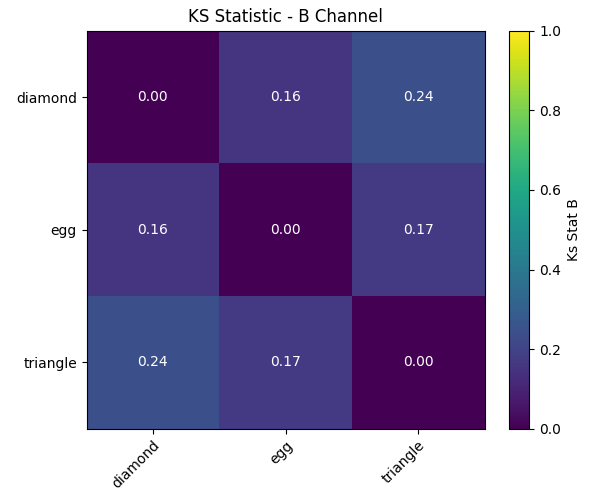 KS Statistic - B Channel
diamond 0.00 0.16 0.24
egg 0.16 0.00 0.17
triangle 0.24 0.17 0.00
diamond egg triangle
1.0
0.8
0.6
0.4
0.2
0.0
Ks Stat B